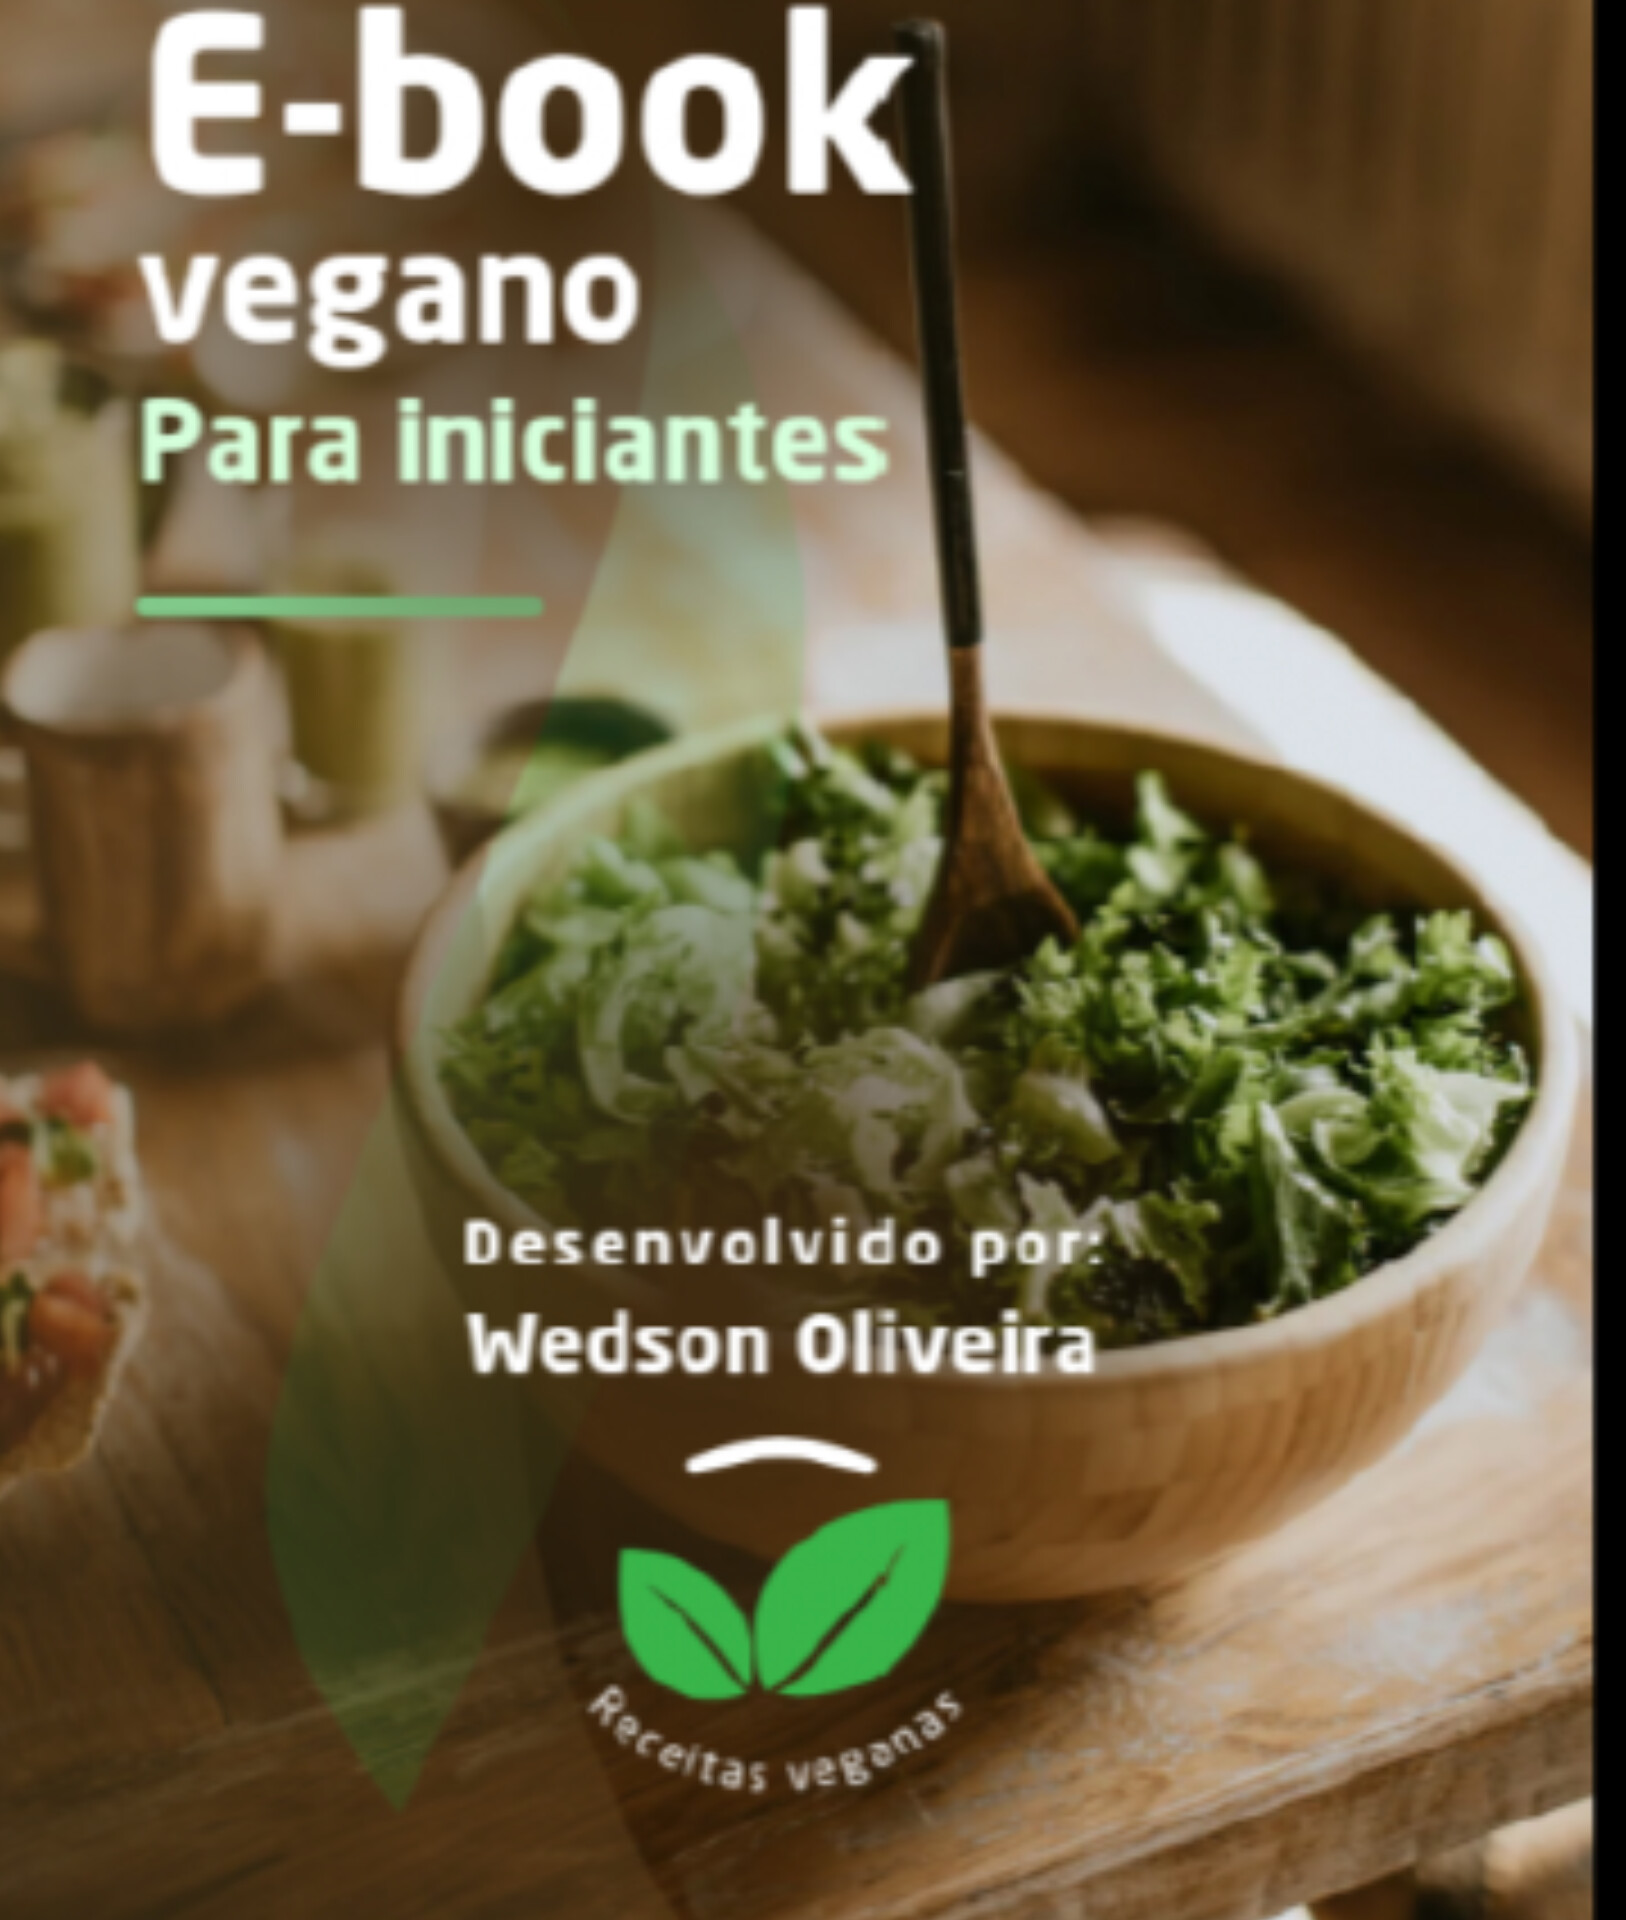 E-book
vegano
Para iniciantes
Desenvolvido por:
Wedson Oliveira
Receitas veganas